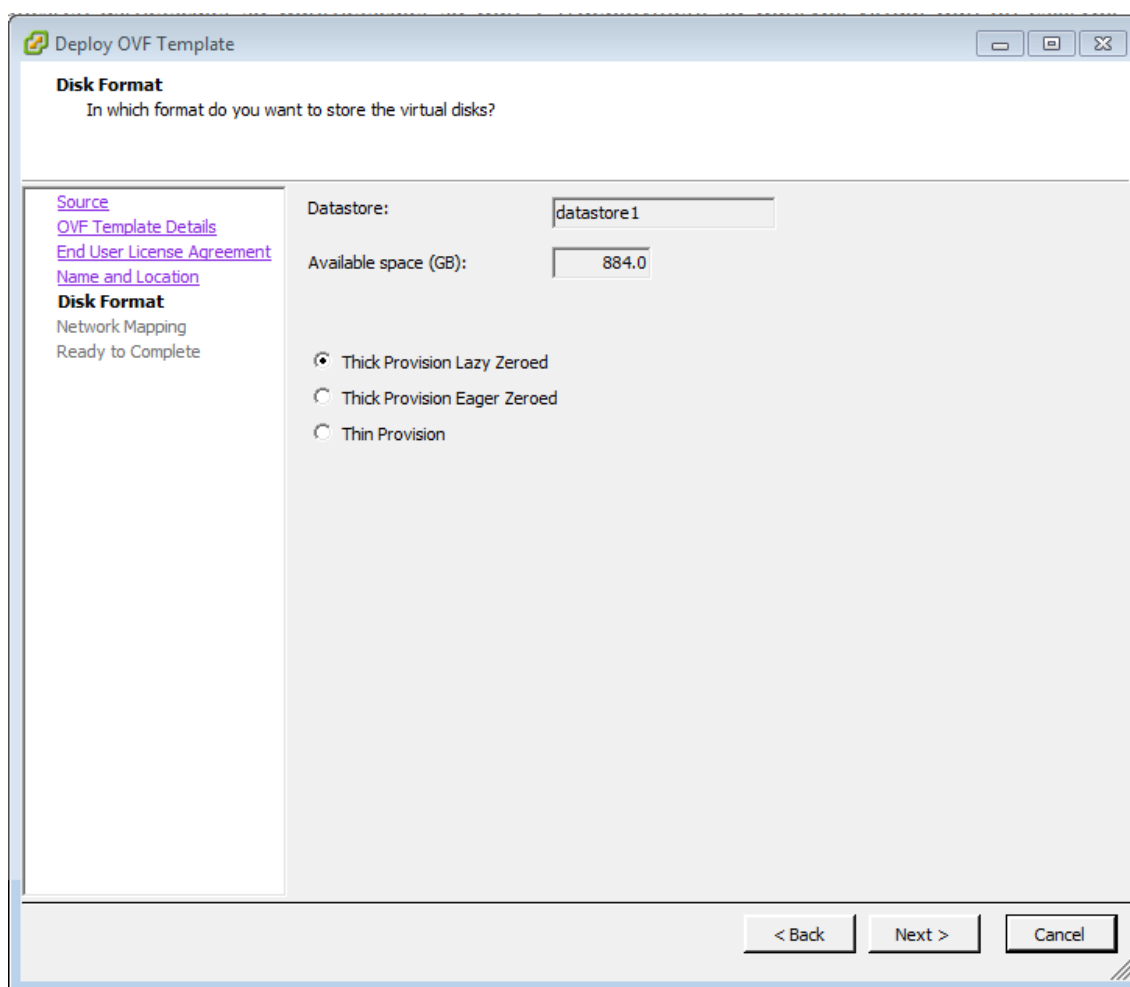 Deploy OVF Template
Disk Format
In which format do you want to store the virtual disks?
Source
OVF Template Details
End User License Agreement
Name and Location
Disk Format
Network Mapping
Ready to Complete
Datastore:
datastore1
Available space (GB):
884.0
Thick Provision Lazy Zeroed
Thick Provision Eager Zeroed
Thin Provision
< Back
Next >
Cancel